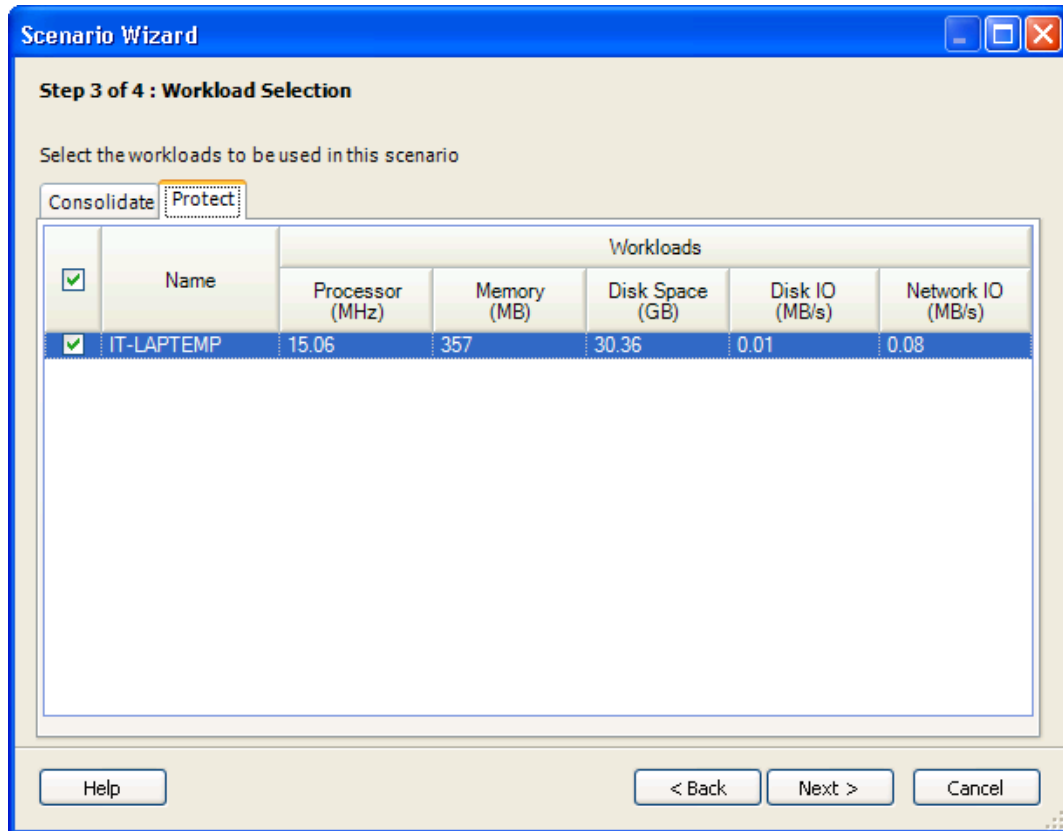 Scenario Wizard
Step 3 of 4 : Workload Selection
Select the workloads to be used in this scenario
Consolidate Protect
Workloads
Name
Processor (MHz) Memory (MB) Disk Space (GB) Disk IO (MB/s) Network IO (MB/s)
IT-LAPTEMP 15.06 357 30.36 0.01 0.08
Help < Back Next > Cancel